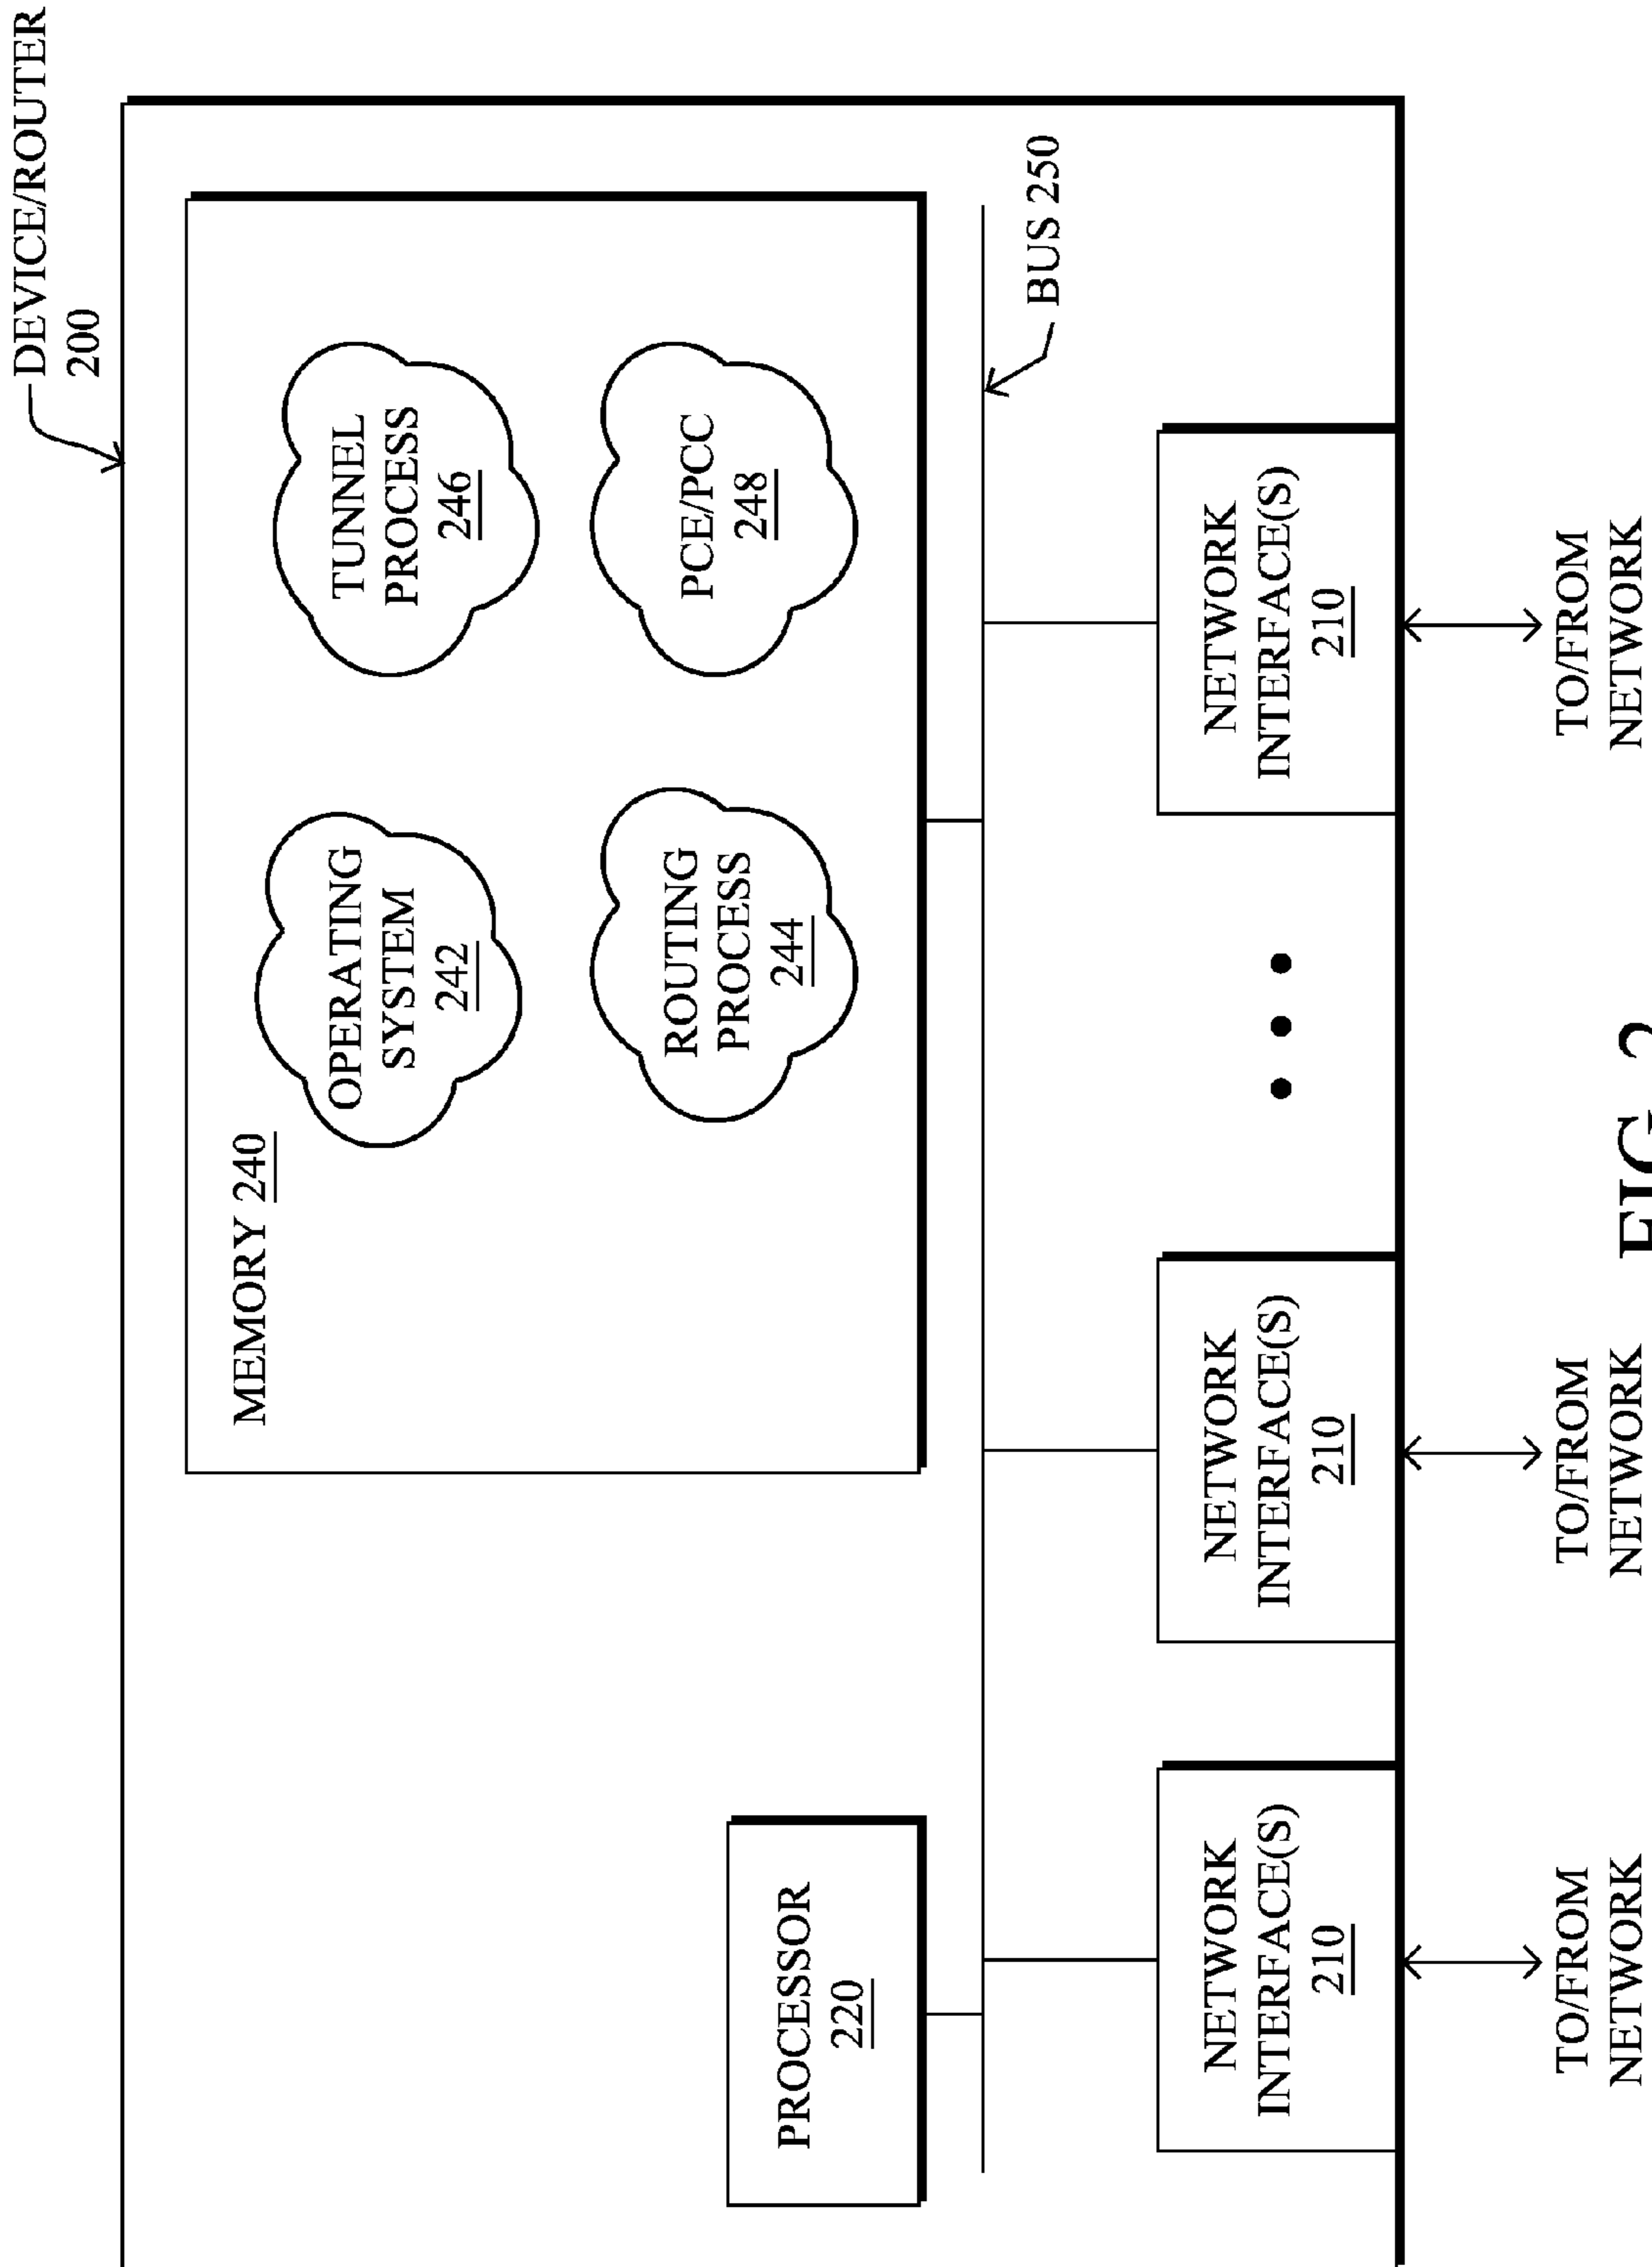 DEVICE/ROUTER
200
MEMORY 240
OPERATING
SYSTEM
242
TUNNEL
PROCESS
246
ROUTING
PROCESS
244
PCE/PCC
248
PROCESSOR
220
BUS 250
NETWORK
INTERFACE(S)
210
NETWORK
INTERFACE(S)
210
NETWORK
INTERFACE(S)
210
TO/FROM
NETWORK
TO/FROM
NETWORK
TO/FROM
NETWORK
FIG. 2